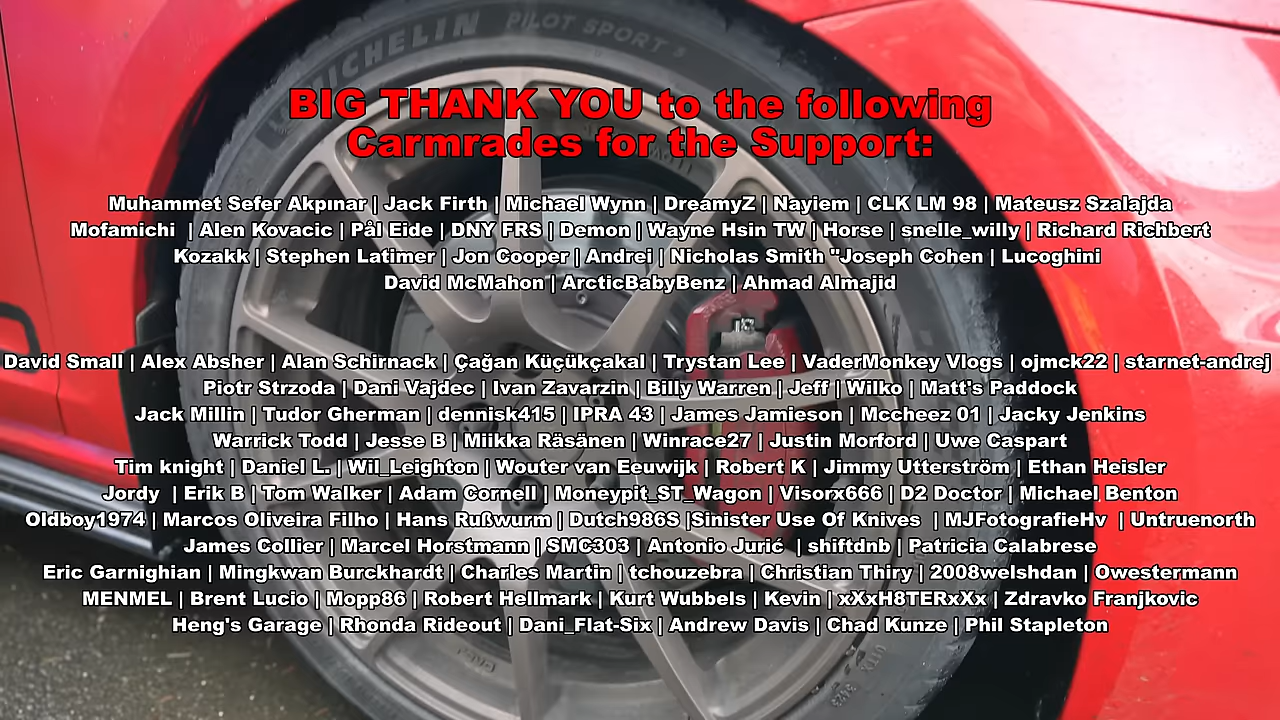 MICHELIN PILOT SPORT 5
BIG THANK YOU to the following
Carmrades for the Support:
Muhammet Sefer Akpınar | Jack Firth | Michael Wynn | DreamyZ | Nayiem | CLK LM 98 | Mateusz Szalajda
Mofamichi | Alen Kovacic | Pål Eide | DNY FRS | Demon | Wayne Hsin TW | Horse | snelle_willy | Richard Richbert
Kozakk | Stephen Latimer | Jon Cooper | Andrei | Nicholas Smith "Joseph Cohen | Lucoghini
David McMahon | ArcticBabyBenz | Ahmad Almajid
David Small | Alex Absher | Alan Schirnack | Çağan Küçükçakal | Trystan Lee | VaderMonkey Vlogs | ojmck22 | starnet-andrej
Piotr Strzoda | Dani Vajdec | Ivan Zavarzin | Billy Warren | Jeff | Wilko | Matt's Paddock
Jack Millin | Tudor Gherman | dennisk415 | IPRA 43 | James Jamieson | Mccheez 01 | Jacky Jenkins
Warrick Todd | Jesse B | Miikka Räsänen | Winrace27 | Justin Morford | Uwe Caspart
Tim knight | Daniel L. | Wil_Leighton | Wouter van Eeuwijk | Robert K | Jimmy Utterström | Ethan Heisler
Jordy | Erik B | Tom Walker | Adam Cornell | Moneypit_ST_Wagon | Visorx666 | D2 Doctor | Michael Benton
Oldboy1974 | Marcos Oliveira Filho | Hans Rußwurm | Dutch986S |Sinister Use Of Knives | MJFotografieHv | Untruenorth
James Collier | Marcel Horstmann | SMC303 | Antonio Jurić | shiftdnb | Patricia Calabrese
Eric Garnighian | Mingkwan Burckhardt | Charles Martin | tchouzebra | Christian Thiry | 2008welshdan | Owestermann
MENMEL | Brent Lucio | Mopp86 | Robert Hellmark | Kurt Wubbels | Kevin | xXxH8TERxXx | Zdravko Franjkovic
Heng's Garage | Rhonda Rideout | Dani_Flat-Six | Andrew Davis | Chad Kunze | Phil Stapleton